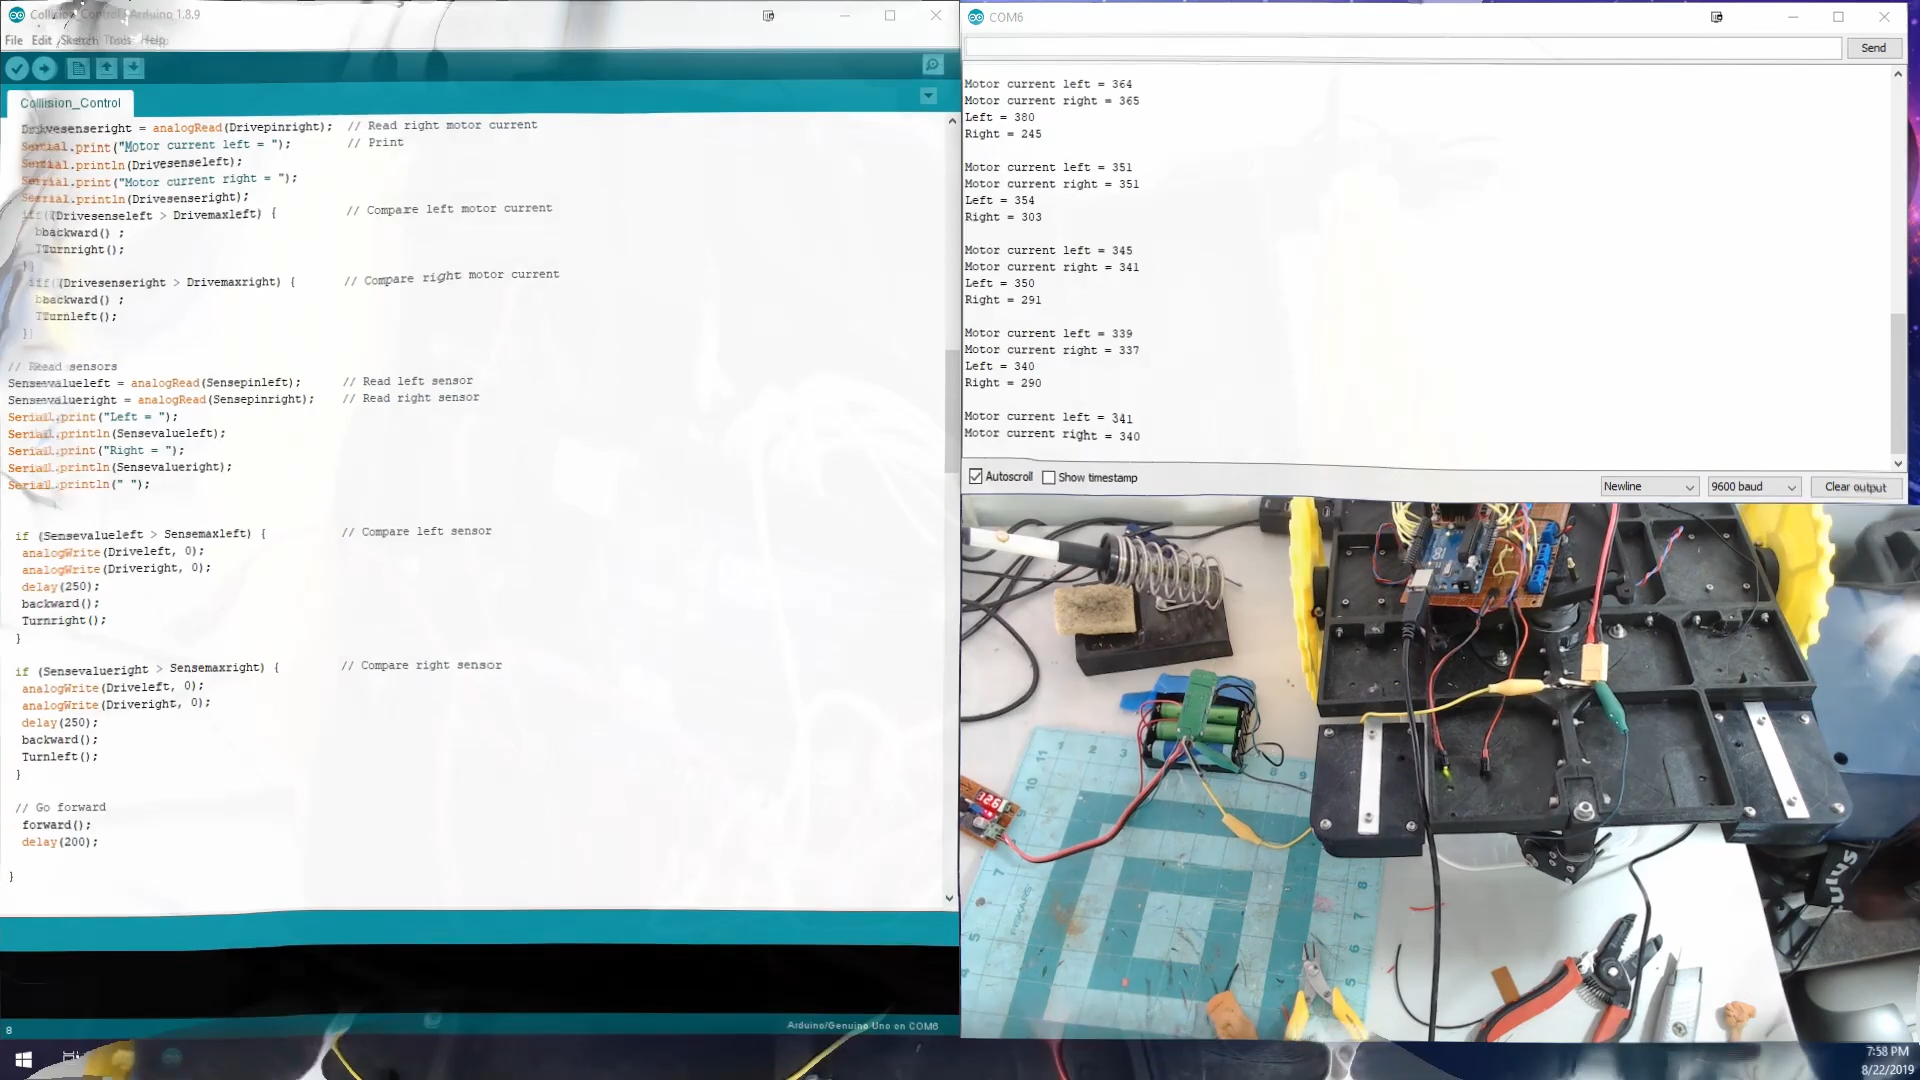 Collision_Control Arduino 1.8.9
File Edit Sketch Tools Help
Collision_Control
Drivesenseright = analogRead(Drivepinright); // Read right motor current
Serial.print("Motor current left = "); // Print
Serial.println(Drivesenseleft);
Serial.print("Motor current right = ");
Serial.println(Drivesenseright);
if (Drivesenseleft > Drivemaxleft) { // Compare left motor current
backward() ;
Turnright();
}
if (Drivesenseright > Drivemaxright) { // Compare right motor current
backward() ;
Turnleft();
}
// Read sensors
Sensevalueleft = analogRead(Sensepinleft); // Read left sensor
Sensevalueright = analogRead(Sensepinright); // Read right sensor
Serial.print("Left = ");
Serial.println(Sensevalueleft);
Serial.print("Right = ");
Serial.println(Sensevalueright);
Serial.println(" ");
if (Sensevalueleft > Sensemaxleft) { // Compare left sensor
analogWrite(Driveleft, 0);
analogWrite(Driveright, 0);
delay(250);
backward();
Turnright();
}
if (Sensevalueright > Sensemaxright) { // Compare right sensor
analogWrite(Driveleft, 0);
analogWrite(Driveright, 0);
delay(250);
backward();
Turnleft();
}
// Go forward
forward();
delay(200);
}
8
Arduino/Genuino Uno on COM6
COM6
Send
Motor current left = 364
Motor current right = 365
Left = 380
Right = 245
Motor current left = 351
Motor current right = 351
Left = 354
Right = 303
Motor current left = 345
Motor current right = 341
Left = 350
Right = 291
Motor current left = 339
Motor current right = 337
Left = 340
Right = 290
Motor current left = 341
Motor current right = 340
Autoscroll Show timestamp
Newline
9600 baud
Clear output
7:58 PM
8/22/2019